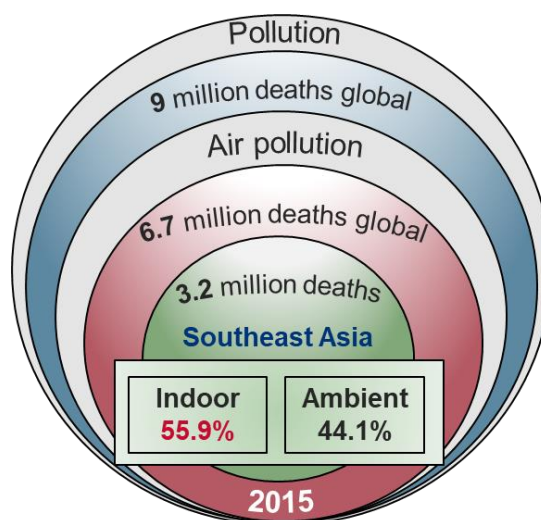 Pollution
9 million deaths global
Air pollution
6.7 million deaths global
3.2 million deaths
Southeast Asia
Indoor
55.9%
Ambient
44.1%
2015